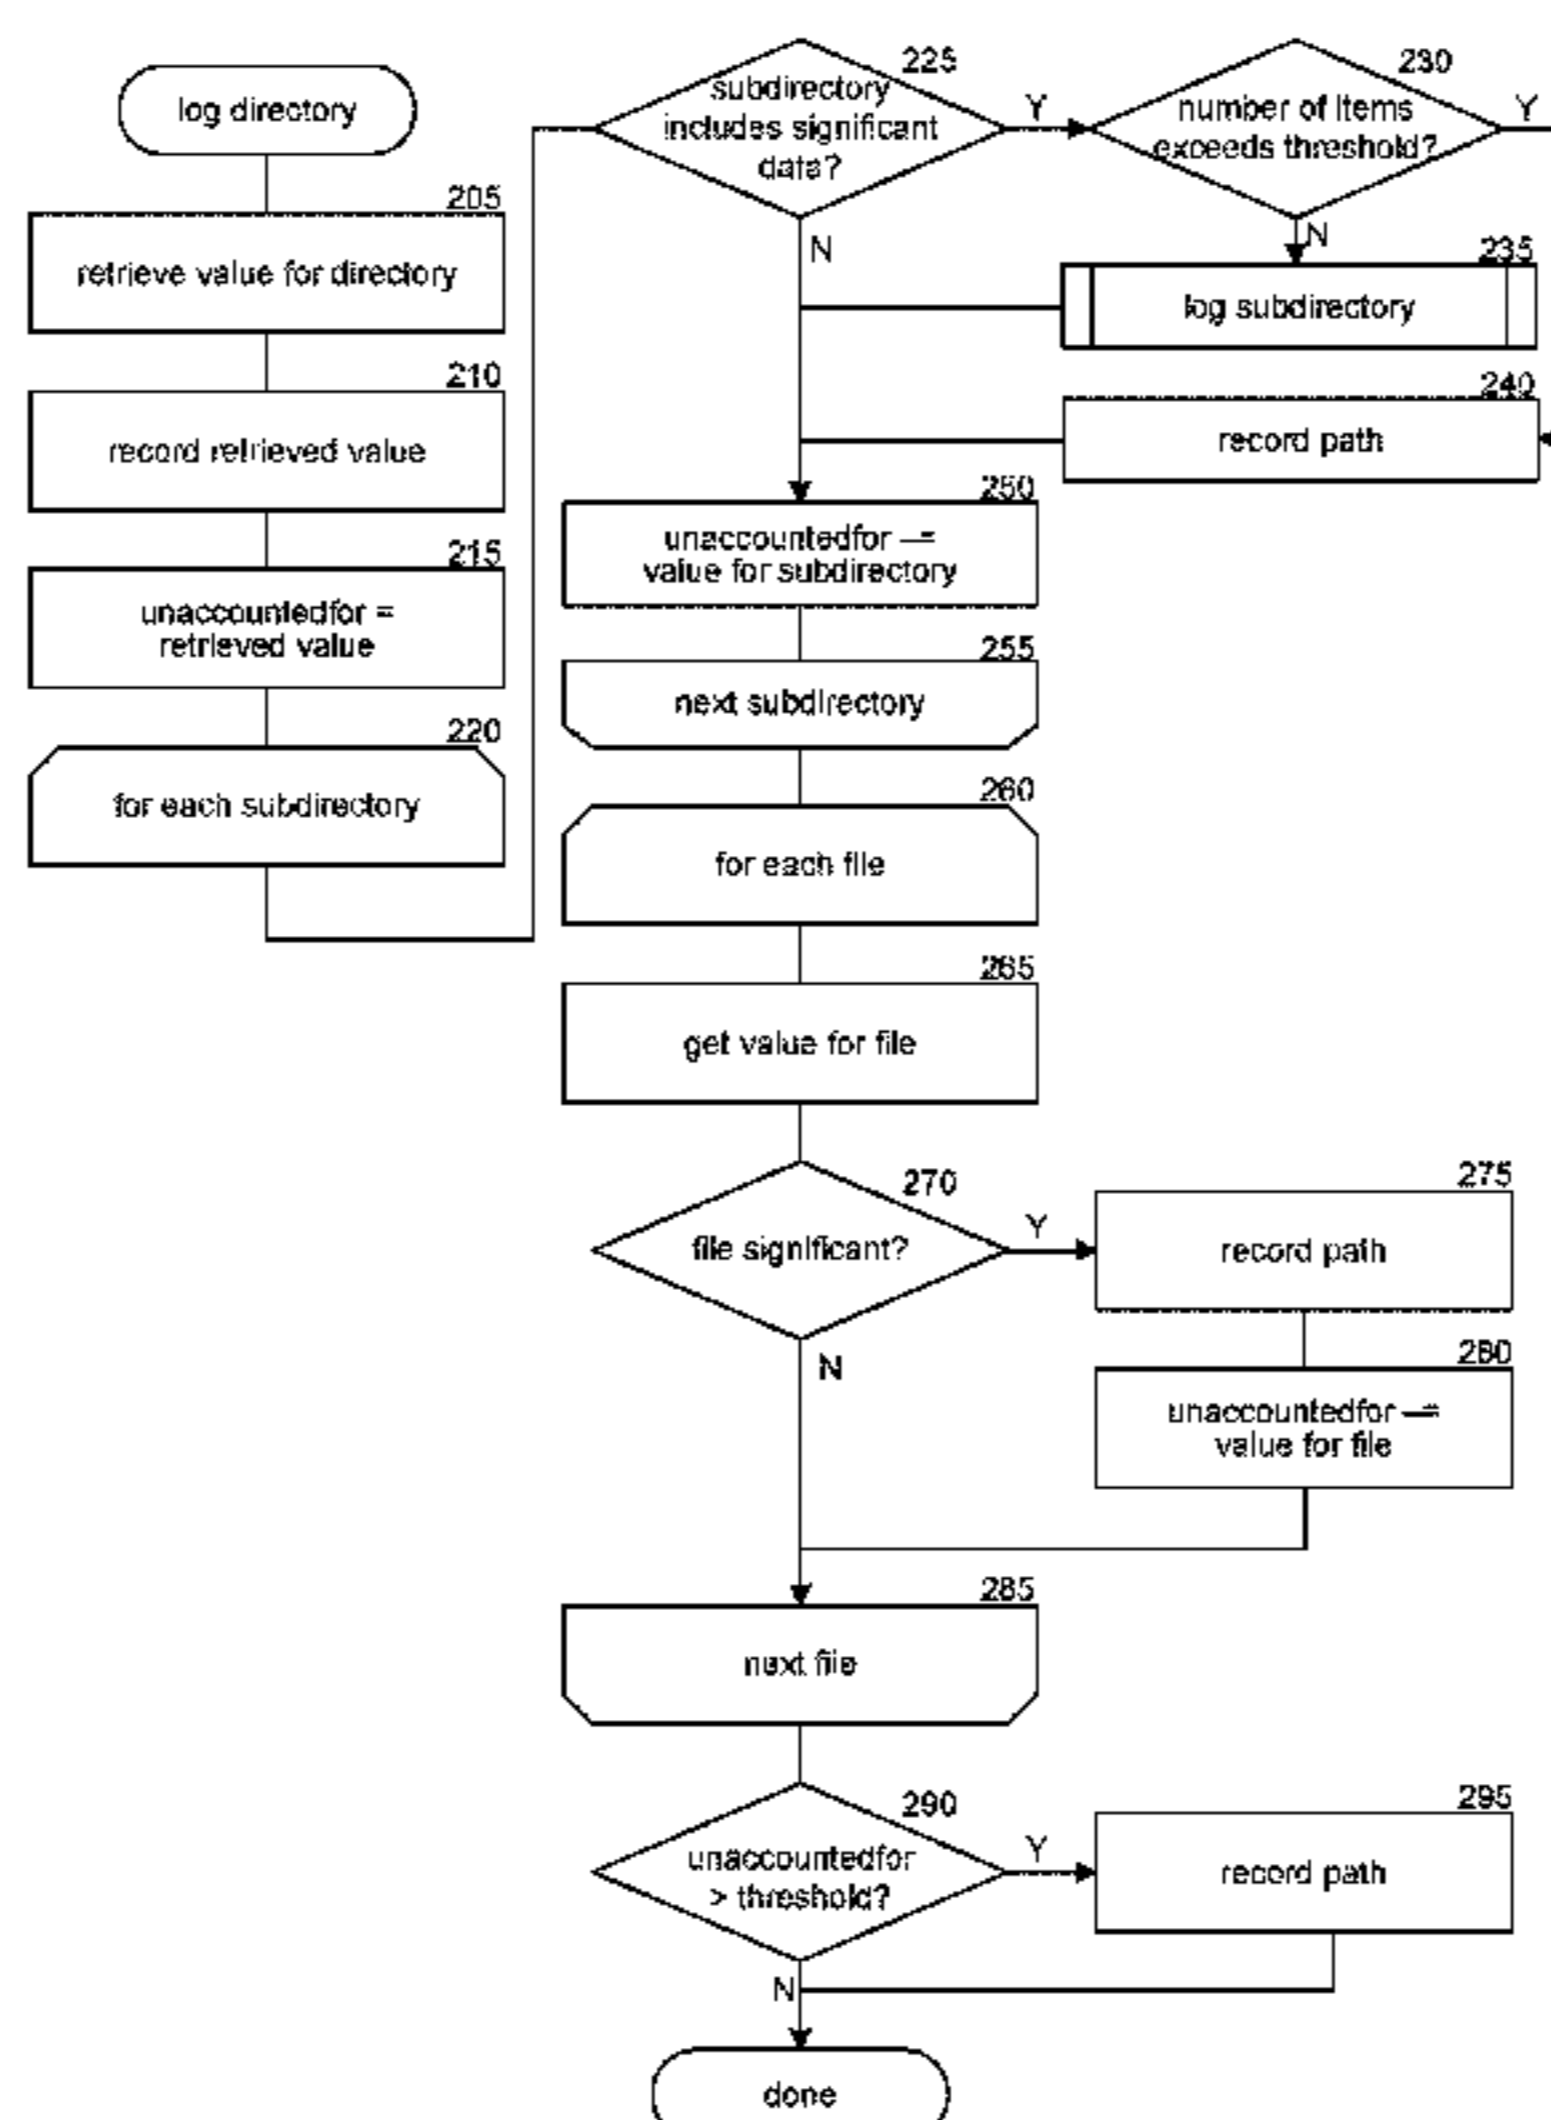 log directory
205
retrieve value for directory
210
record retrieved value
215
unaccountedfor =
retrieved value
220
for each subdirectory
225
subdirectory
includes significant
data?
Y
N
230
number of items
exceeds threshold?
Y
N
235
log subdirectory
240
record path
250
unaccountedfor –=
value for subdirectory
255
next subdirectory
260
for each file
265
get value for file
270
file significant?
Y
N
275
record path
280
unaccountedfor –=
value for file
285
next file
290
unaccountedfor
> threshold?
Y
N
295
record path
done